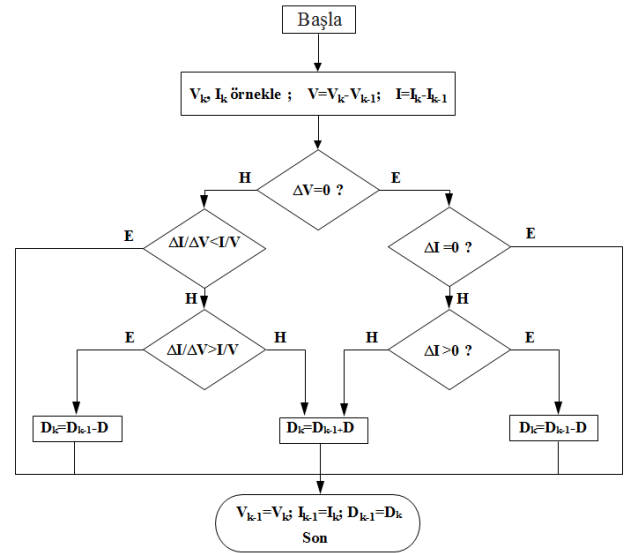 Başla
Vk, Ik örnekle ; V=Vk-Vk-1; I=Ik-Ik-1
H
ΔV=0 ?
E
E
ΔI/ΔV<I/V
ΔI =0 ?
E
H
H
E
ΔI/ΔV>I/V
H
H
ΔI>0 ?
E
Dk=Dk-1-D
Dk=Dk-1+D
Dk=Dk-1-D
Vk-1=Vk; Ik-1=Ik; Dk-1=Dk
Son